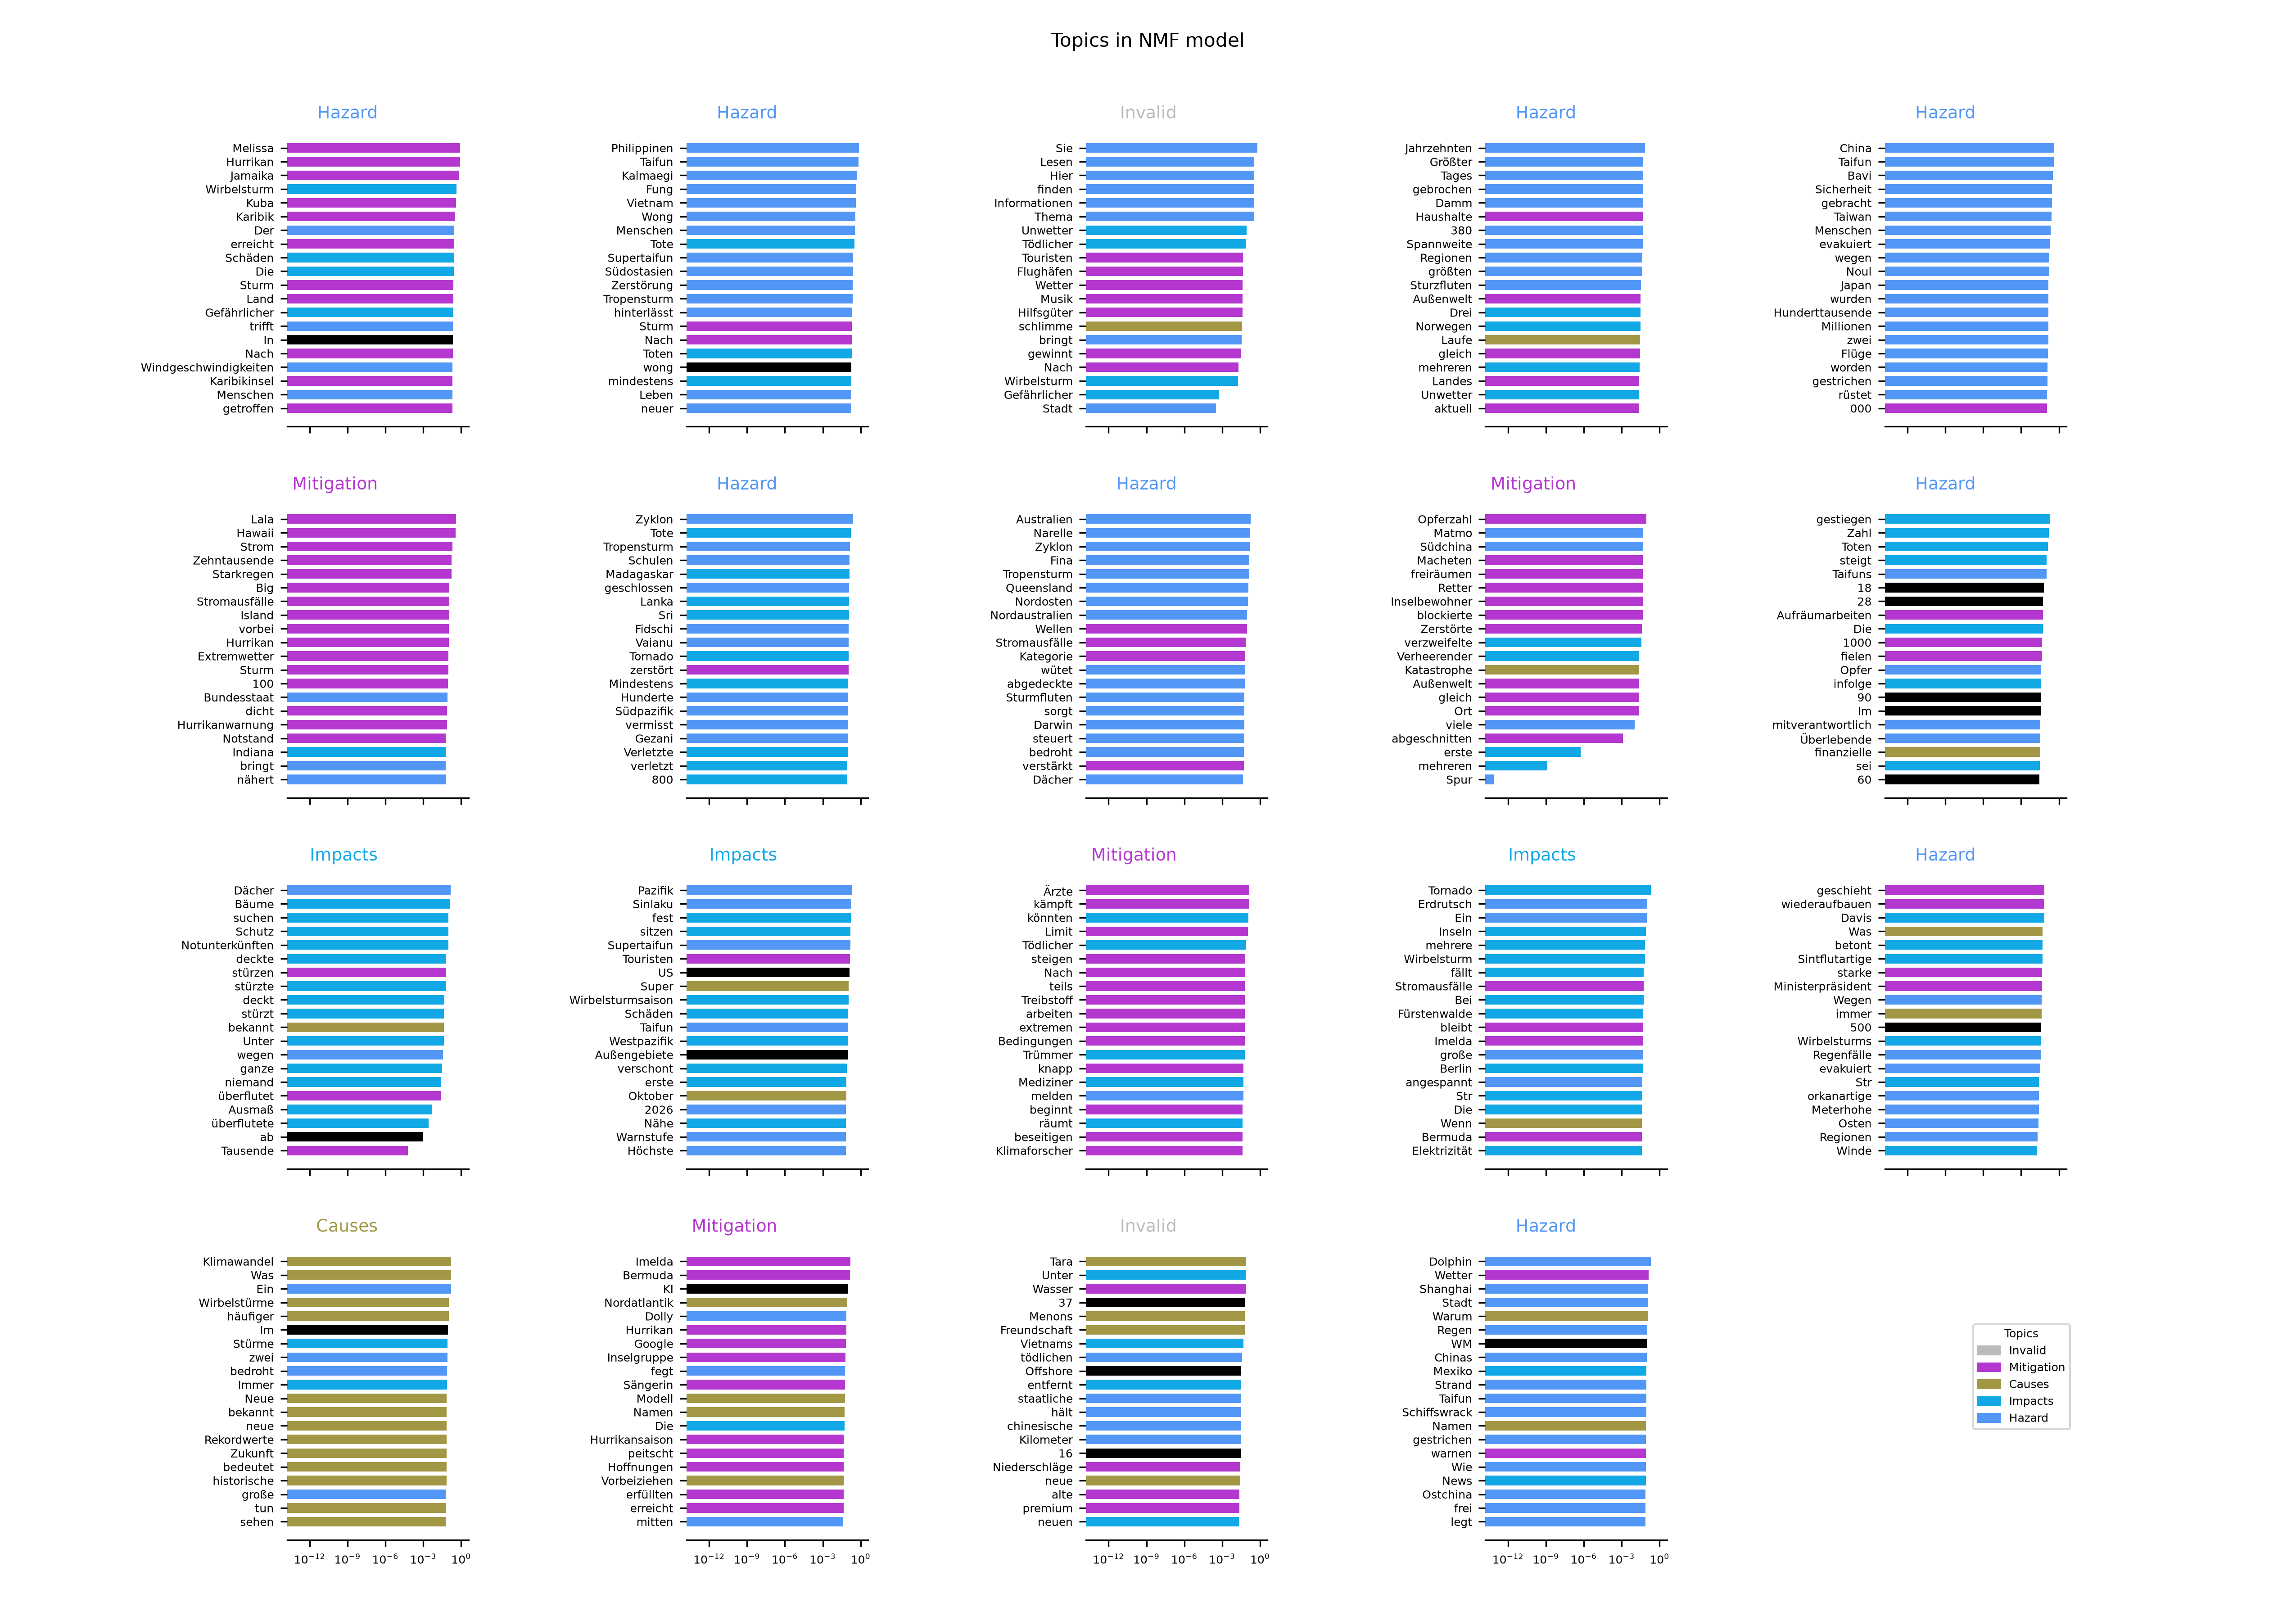 Topics in NMF model
Hazard
Melissa
Hurrikan
Jamaika
Wirbelsturm
Kuba
Karibik
Der
erreicht
Schäden
Die
Sturm
Land
Gefährlicher
trifft
In
Nach
Windgeschwindigkeiten
Karibikinsel
Menschen
getroffen
Hazard
Philippinen
Taifun
Kalmaegi
Fung
Vietnam
Wong
Menschen
Tote
Supertaifun
Südostasien
Zerstörung
Tropensturm
hinterlässt
Sturm
Nach
Toten
wong
mindestens
Leben
neuer
Invalid
Sie
Lesen
Hier
finden
Informationen
Thema
Unwetter
Tödlicher
Touristen
Flughäfen
Wetter
Musik
Hilfsgüter
schlimme
bringt
gewinnt
Nach
Wirbelsturm
Gefährlicher
Stadt
Hazard
Jahrzehnten
Größter
Tages
gebrochen
Damm
Haushalte
380
Spannweite
Regionen
größten
Sturzfluten
Außenwelt
Drei
Norwegen
Laufe
gleich
mehreren
Landes
Unwetter
aktuell
Hazard
China
Taifun
Bavi
Sicherheit
gebracht
Taiwan
Menschen
evakuiert
wegen
Noul
Japan
wurden
Hunderttausende
Millionen
zwei
Flüge
worden
gestrichen
rüstet
000
Mitigation
Lala
Hawaii
Strom
Zehntausende
Starkregen
Big
Stromausfälle
Island
vorbei
Hurrikan
Extremwetter
Sturm
100
Bundesstaat
dicht
Hurrikanwarnung
Notstand
Indiana
bringt
nähert
Hazard
Zyklon
Tote
Tropensturm
Schulen
Madagaskar
geschlossen
Lanka
Sri
Fidschi
Vaianu
Tornado
zerstört
Mindestens
Hunderte
Südpazifik
vermisst
Gezani
Verletzte
verletzt
800
Hazard
Australien
Narelle
Zyklon
Fina
Tropensturm
Queensland
Nordosten
Nordaustralien
Wellen
Stromausfälle
Kategorie
wütet
abgedeckte
Sturmfluten
sorgt
Darwin
steuert
bedroht
verstärkt
Dächer
Mitigation
Opferzahl
Matmo
Südchina
Macheten
freiräumen
Retter
Inselbewohner
blockierte
Zerstörte
verzweifelte
Verheerender
Katastrophe
Außenwelt
gleich
Ort
viele
abgeschnitten
erste
mehreren
Spur
Hazard
gestiegen
Zahl
Toten
steigt
Taifuns
18
28
Aufräumarbeiten
Die
1000
fielen
Opfer
infolge
90
Im
mitverantwortlich
Überlebende
finanzielle
sei
60
Impacts
Dächer
Bäume
suchen
Schutz
Notunterkünften
deckte
stürzen
stürzte
deckt
stürzt
bekannt
Unter
wegen
ganze
niemand
überflutet
Ausmaß
überflutete
ab
Tausende
Impacts
Pazifik
Sinlaku
fest
sitzen
Supertaifun
Touristen
US
Super
Wirbelsturmsaison
Schäden
Taifun
Westpazifik
Außengebiete
verschont
erste
Oktober
2026
Nähe
Warnstufe
Höchste
Mitigation
Ärzte
kämpft
könnten
Limit
Tödlicher
steigen
Nach
teils
Treibstoff
arbeiten
extremen
Bedingungen
Trümmer
knapp
Mediziner
melden
beginnt
räumt
beseitigen
Klimaforscher
Impacts
Tornado
Erdrutsch
Ein
Inseln
mehrere
Wirbelsturm
fällt
Stromausfälle
Bei
Fürstenwalde
bleibt
Imelda
große
Berlin
angespannt
Str
Die
Wenn
Bermuda
Elektrizität
Hazard
geschieht
wiederaufbauen
Davis
Was
betont
Sintflutartige
starke
Ministerpräsident
Wegen
immer
500
Wirbelsturms
Regenfälle
evakuiert
Str
orkanartige
Meterhohe
Osten
Regionen
Winde
Causes
Klimawandel
Was
Ein
Wirbelstürme
häufiger
Im
Stürme
zwei
bedroht
Immer
Neue
bekannt
neue
Rekordwerte
Zukunft
bedeutet
historische
große
tun
sehen
10⁻¹² 10⁻⁹ 10⁻⁶ 10⁻³ 10⁰
Mitigation
Imelda
Bermuda
KI
Nordatlantik
Dolly
Hurrikan
Google
Inselgruppe
fegt
Sängerin
Modell
Namen
Die
Hurrikansaison
peitscht
Hoffnungen
Vorbeiziehen
erfüllten
erreicht
mitten
10⁻¹² 10⁻⁹ 10⁻⁶ 10⁻³ 10⁰
Invalid
Tara
Unter
Wasser
37
Menons
Freundschaft
Vietnams
tödlichen
Offshore
entfernt
staatliche
hält
chinesische
Kilometer
16
Niederschläge
neue
alte
premium
neuen
10⁻¹² 10⁻⁹ 10⁻⁶ 10⁻³ 10⁰
Hazard
Dolphin
Wetter
Shanghai
Stadt
Warum
Regen
WM
Chinas
Mexiko
Strand
Taifun
Schiffswrack
Namen
gestrichen
warnen
Wie
News
Ostchina
frei
legt
10⁻¹² 10⁻⁹ 10⁻⁶ 10⁻³ 10⁰
Topics
Invalid
Mitigation
Causes
Impacts
Hazard